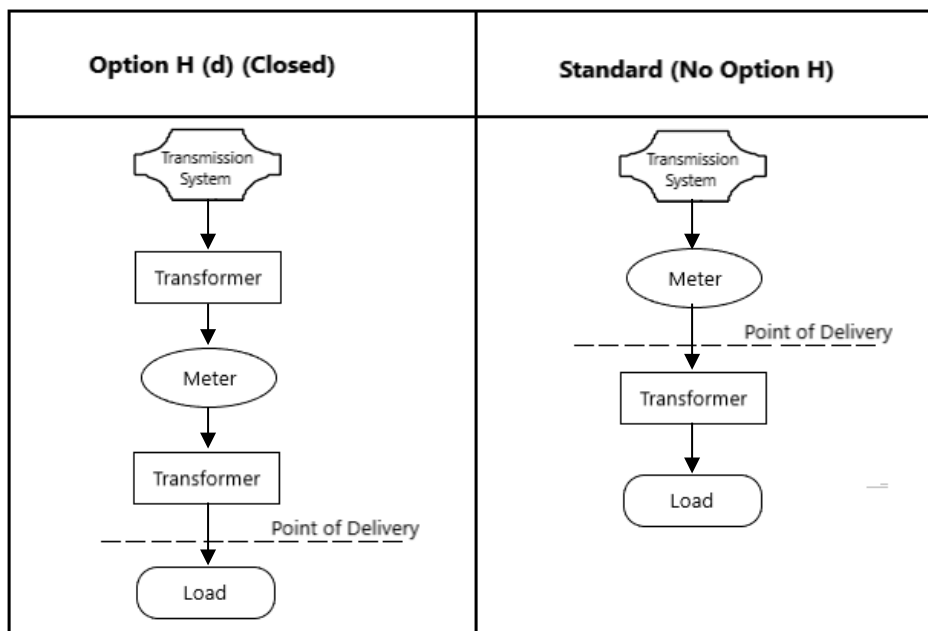 Option H (d) (Closed)
Transmission
System
Transformer
Meter
Transformer
Point of Delivery
Load
Standard (No Option H)
Transmission
System
Meter
Point of Delivery
Transformer
Load